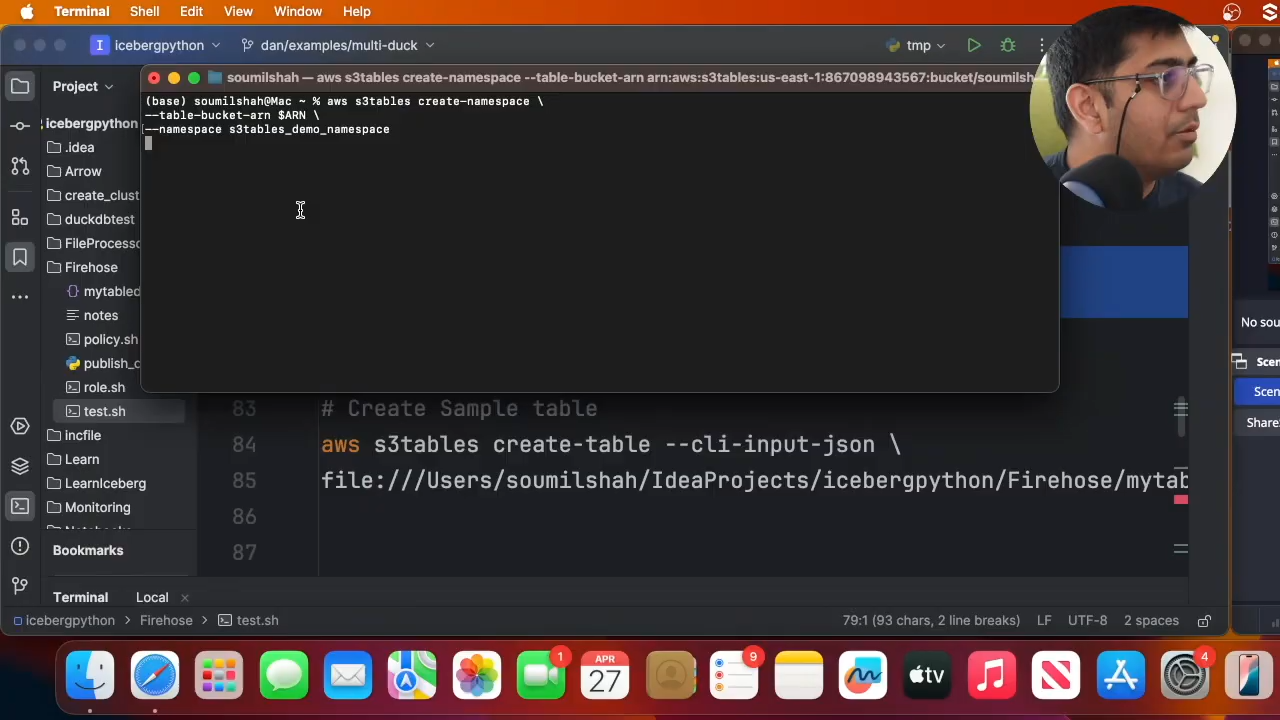 Terminal Shell Edit View Window Help
I icebergpython dan/examples/multi-duck tmp
soumilshah — aws s3tables create-namespace --table-bucket-arn arn:aws:s3tables:us-east-1:867098943567:bucket/soumilsh
Project
(base) soumilshah@Mac ~ % aws s3tables create-namespace \
--table-bucket-arn $ARN \
--namespace s3tables_demo_namespace
icebergpython
.idea
Arrow
create_clust
duckdbtest
FileProcesso
Firehose
mytabled
notes
policy.sh
publish_c
role.sh
test.sh
incfile
Learn
LearnIceberg
Monitoring
83 # Create Sample table
84 aws s3tables create-table --cli-input-json \
85 file:///Users/soumilshah/IdeaProjects/icebergpython/Firehose/mytab
86
87
No sou
Scen
Scen
Share
Bookmarks
Terminal Local
icebergpython Firehose test.sh 79:1 (93 chars, 2 line breaks) LF UTF-8 2 spaces
1 APR 9 4
27 tv